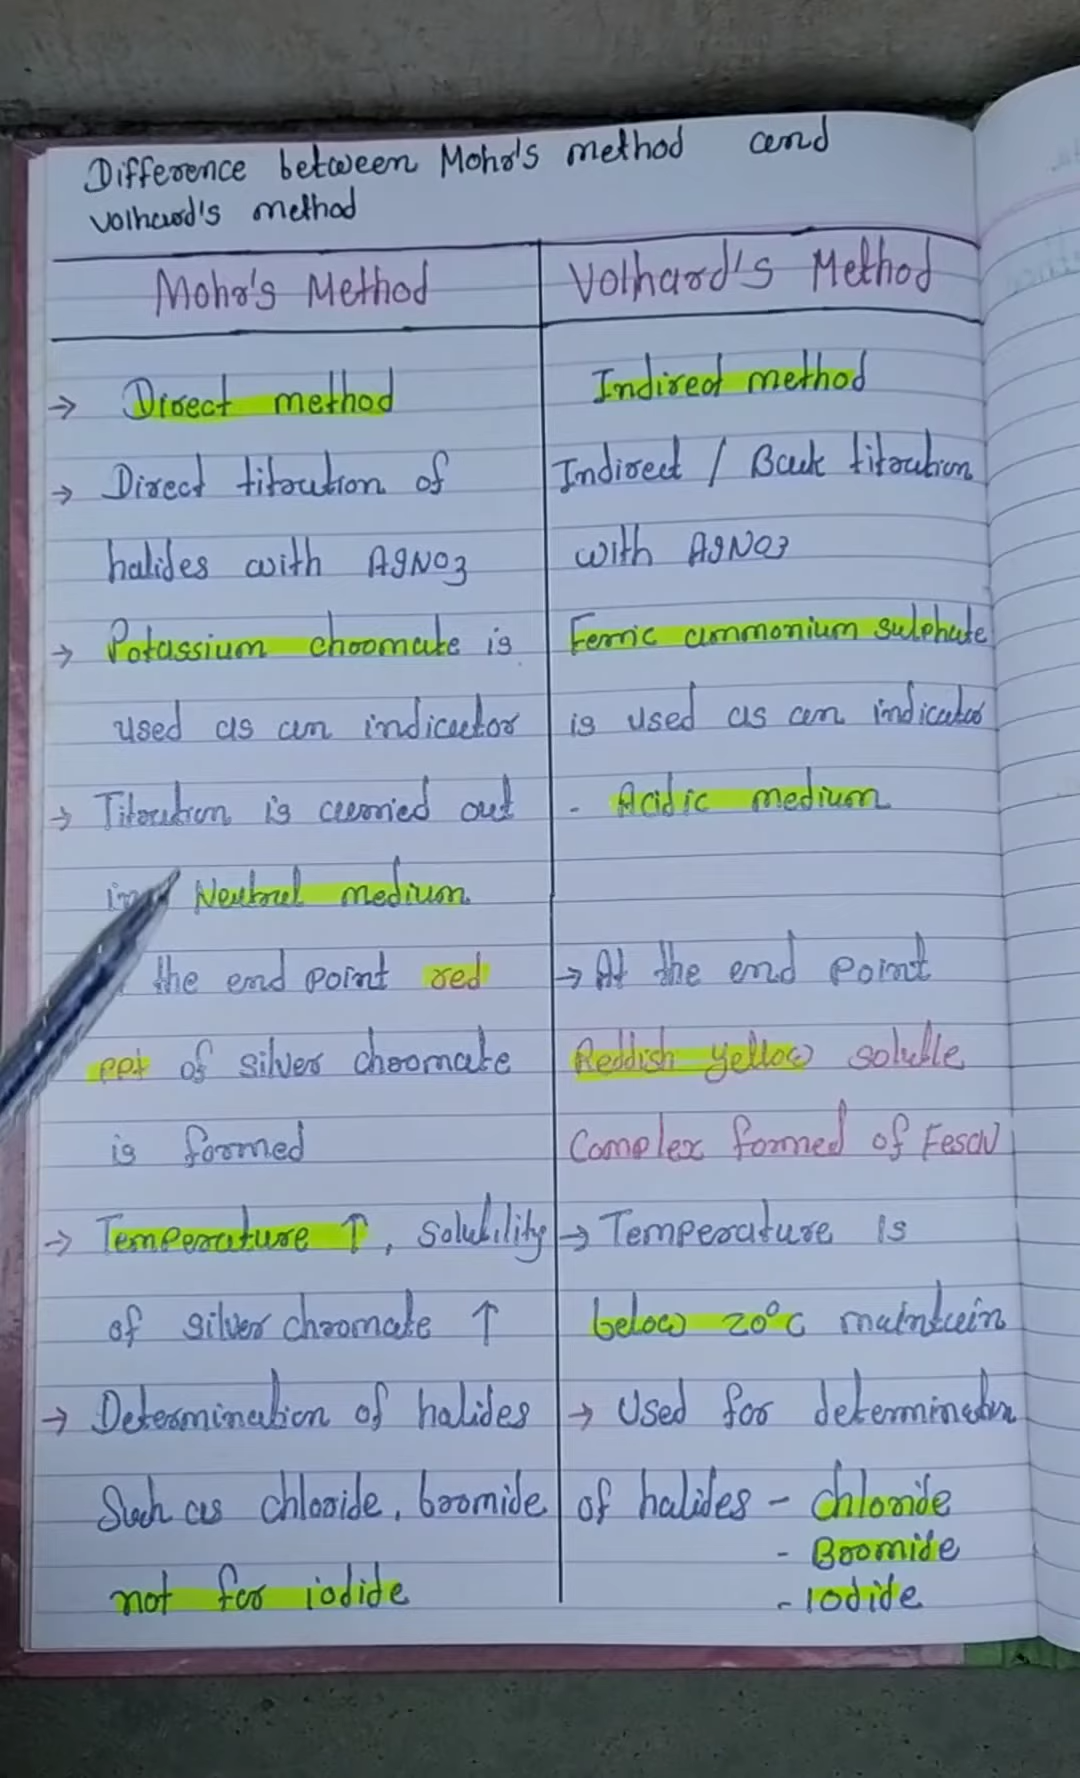 Difference between Mohr's method and
Volhard's method
Mohr's Method
Volhard's Method
→ Direct method
Indirect method
→ Direct titration of
halides with AgNO3
Indirect / Back titration
with AgNO3
→ Potassium chromate is
used as an indicator
Ferric ammonium sulphate
is used as an indicator
→ Titration is carried out
in Neutral medium
- Acidic medium
the end point red
ppt of silver chromate
is formed
→ At the end point
Reddish yellow soluble
Complex formed of FeSCN
→ Temperature ↑, solubility
of silver chromate ↑
→ Temperature is
below 20°C maintain
→ Determination of halides
Such as chloride, bromide
not for iodide
→ Used for determination
of halides - chloride
- Bromide
- Iodide